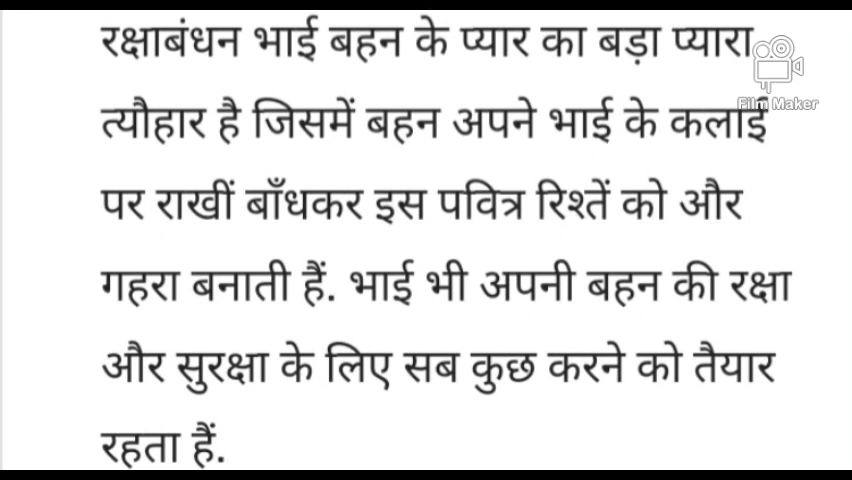 रक्षाबंधन भाई बहन के प्यार का बड़ा प्यारा
Film Maker
त्यौहार है जिसमें बहन अपने भाई के कलाई
पर राखीं बाँधकर इस पवित्र रिश्तें को और
गहरा बनाती हैं. भाई भी अपनी बहन की रक्षा
और सुरक्षा के लिए सब कुछ करने को तैयार
रहता हैं.